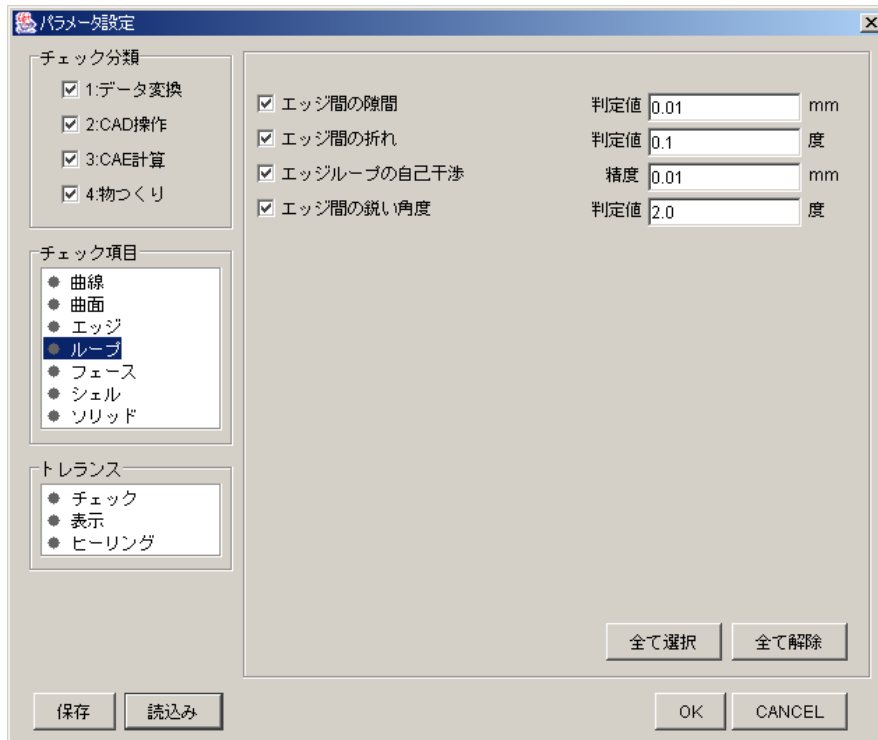 パラメータ設定
チェック分類
1:データ変換
2:CAD操作
3:CAE計算
4:物つくり
チェック項目
曲線
曲面
エッジ
ループ
フェース
シェル
ソリッド
トレランス
チェック
表示
ヒーリング
エッジ間の隙間 判定値 0.01 mm
エッジ間の折れ 判定値 0.1 度
エッジループの自己干渉 精度 0.01 mm
エッジ間の鋭い角度 判定値 2.0 度
全て選択 全て解除
保存 読込み OK CANCEL